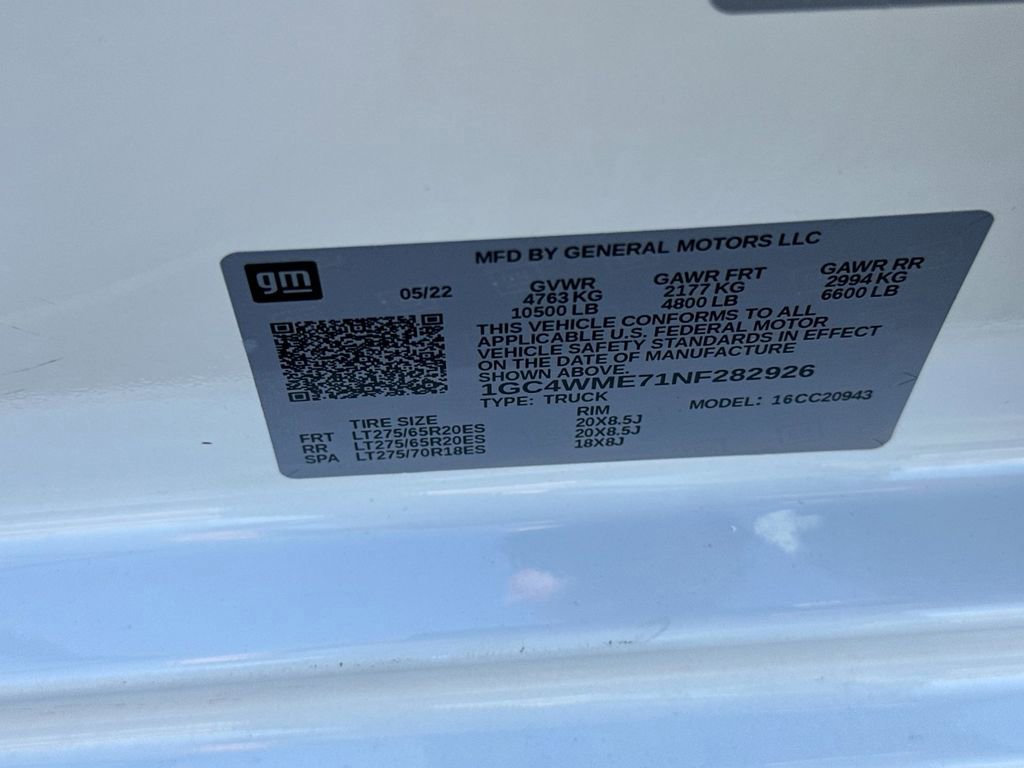 gm
MFD BY GENERAL MOTORS LLC
05/22
GVWR GAWR FRT GAWR RR
4763 KG 2177 KG 2994 KG
10500 LB 4800 LB 6600 LB
THIS VEHICLE CONFORMS TO ALL
APPLICABLE U.S. FEDERAL MOTOR
VEHICLE SAFETY STANDARDS IN EFFECT
ON THE DATE OF MANUFACTURE
SHOWN ABOVE.
1GC4WME71NF282926
TYPE: TRUCK MODEL: 16CC20943
TIRE SIZE RIM
FRT LT275/65R20ES 20X8.5J
RR LT275/65R20ES 20X8.5J
SPA LT275/70R18ES 18X8J